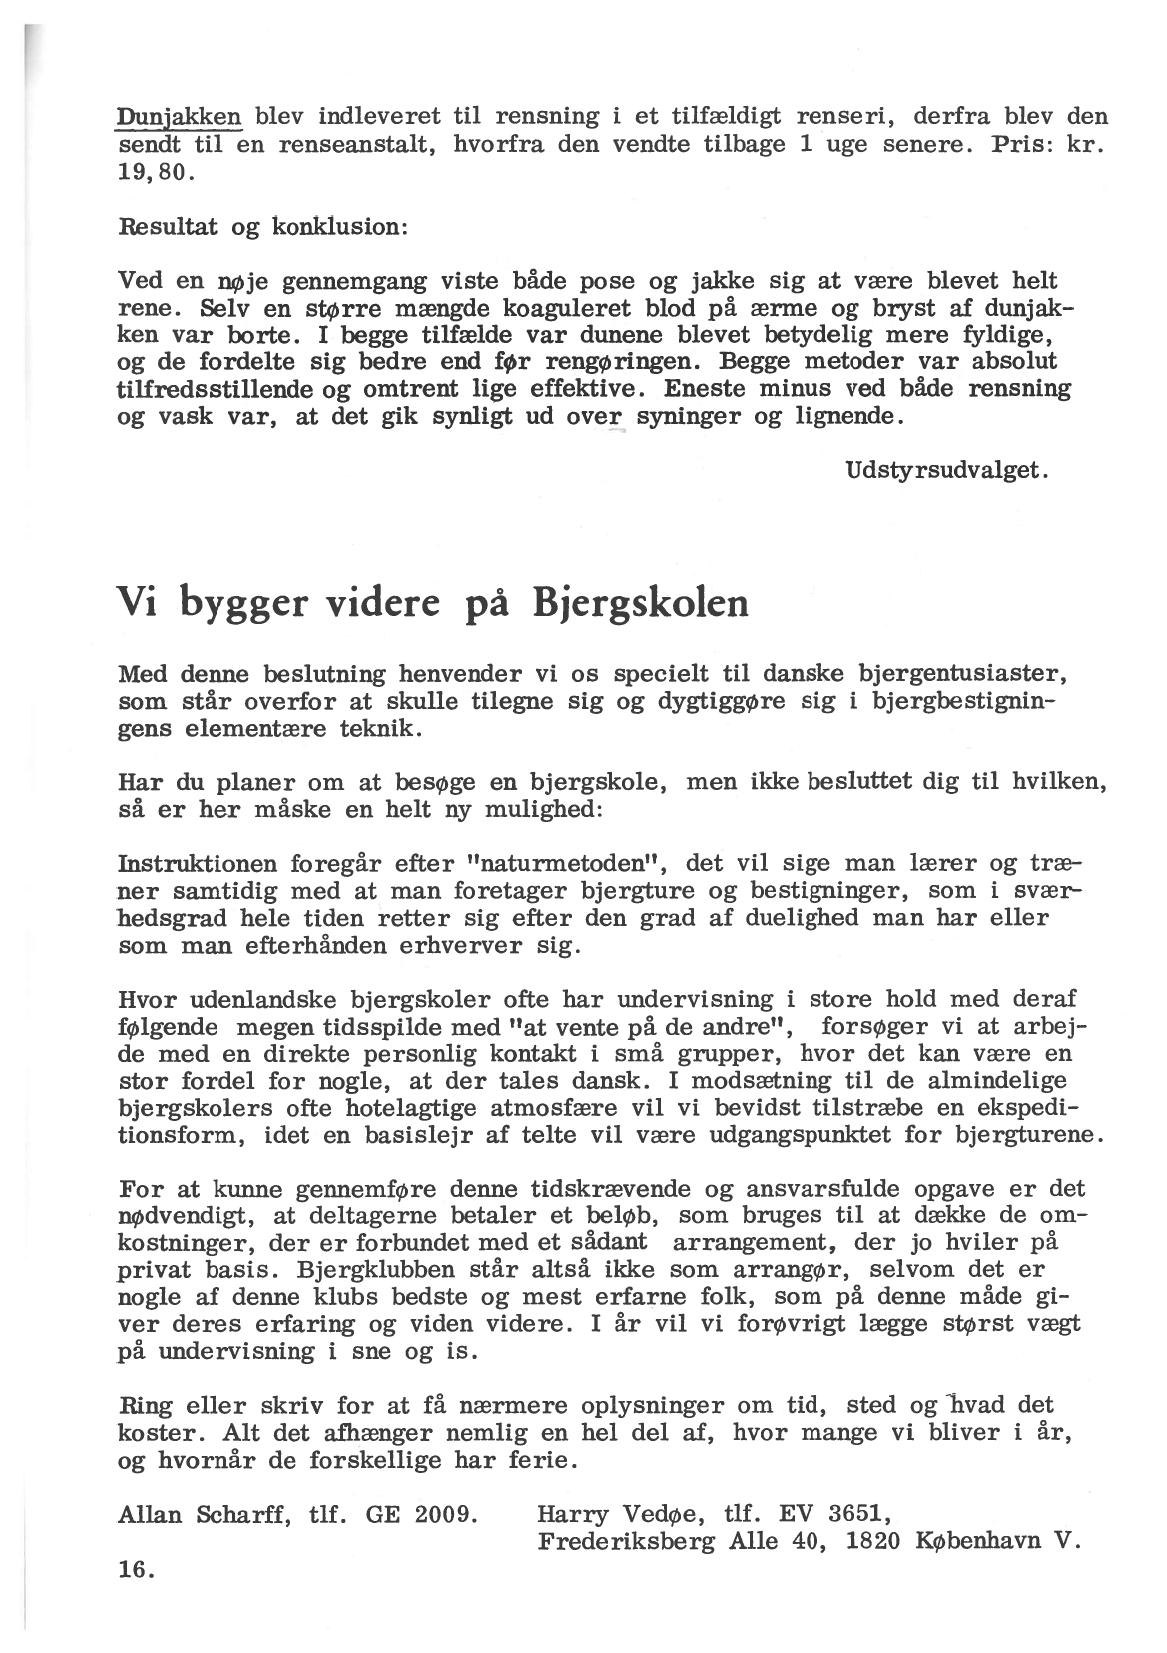 Dunjakken blev indleveret til rensning i et tilfældigt renseri, derfra blev den
sendt til en renseanstalt, hvorfra den vendte tilbage 1 uge senere. Pris: kr.
19,80.
Resultat og konklusion:
Ved en nøje gennemgang viste både pose og jakke sig at være blevet helt
rene. Selv en større mængde koaguleret blod på ærme og bryst af dunjak-
ken var borte. I begge tilfælde var dunene blevet betydelig mere fyldige,
og de fordelte sig bedre end før rengøringen. Begge metoder var absolut
tilfredsstillende og omtrent lige effektive. Eneste minus ved både rensning
og vask var, at det gik synligt ud over syninger og lignende.
Udstyrsudvalget.
Vi bygger videre på Bjergskolen
Med denne beslutning henvender vi os specielt til danske bjergentusiaster,
som står overfor at skulle tilegne sig og dygtiggøre sig i bjergbestignin-
gens elementære teknik.
Har du planer om at besøge en bjergskole, men ikke besluttet dig til hvilken,
så er her måske en helt ny mulighed:
Instruktionen foregår efter "naturmetoden", det vil sige man lærer og træ-
ner samtidig med at man foretager bjergture og bestigninger, som i svær-
hedsgrad hele tiden retter sig efter den grad af duelighed man har eller
som man efterhånden erhverver sig.
Hvor udenlandske bjergskoler ofte har undervisning i store hold med deraf
følgende megen tidsspilde med "at vente på de andre", forsøger vi at arbej-
de med en direkte personlig kontakt i små grupper, hvor det kan være en
stor fordel for nogle, at der tales dansk. I modsætning til de almindelige
bjergskolers ofte hotelagtige atmosfære vil vi bevidst tilstræbe en ekspedi-
tionsform, idet en basislejr af telte vil være udgangspunktet for bjergturene.
For at kunne gennemføre denne tidskrævende og ansvarsfulde opgave er det
nødvendigt, at deltagerne betaler et beløb, som bruges til at dække de om-
kostninger, der er forbundet med et sådant arrangement, der jo hviler på
privat basis. Bjergklubben står altså ikke som arrangør, selvom det er
nogle af denne klubs bedste og mest erfarne folk, som på denne måde gi-
ver deres erfaring og viden videre. I år vil vi forøvrigt lægge størst vægt
på undervisning i sne og is.
Ring eller skriv for at få nærmere oplysninger om tid, sted og hvad det
koster. Alt det afhænger nemlig en hel del af, hvor mange vi bliver i år,
og hvornår de forskellige har ferie.
Allan Scharff, tlf. GE 2009. Harry Vedøe, tlf. EV 3651,
Frederiksberg Alle 40, 1820 København V.
16.